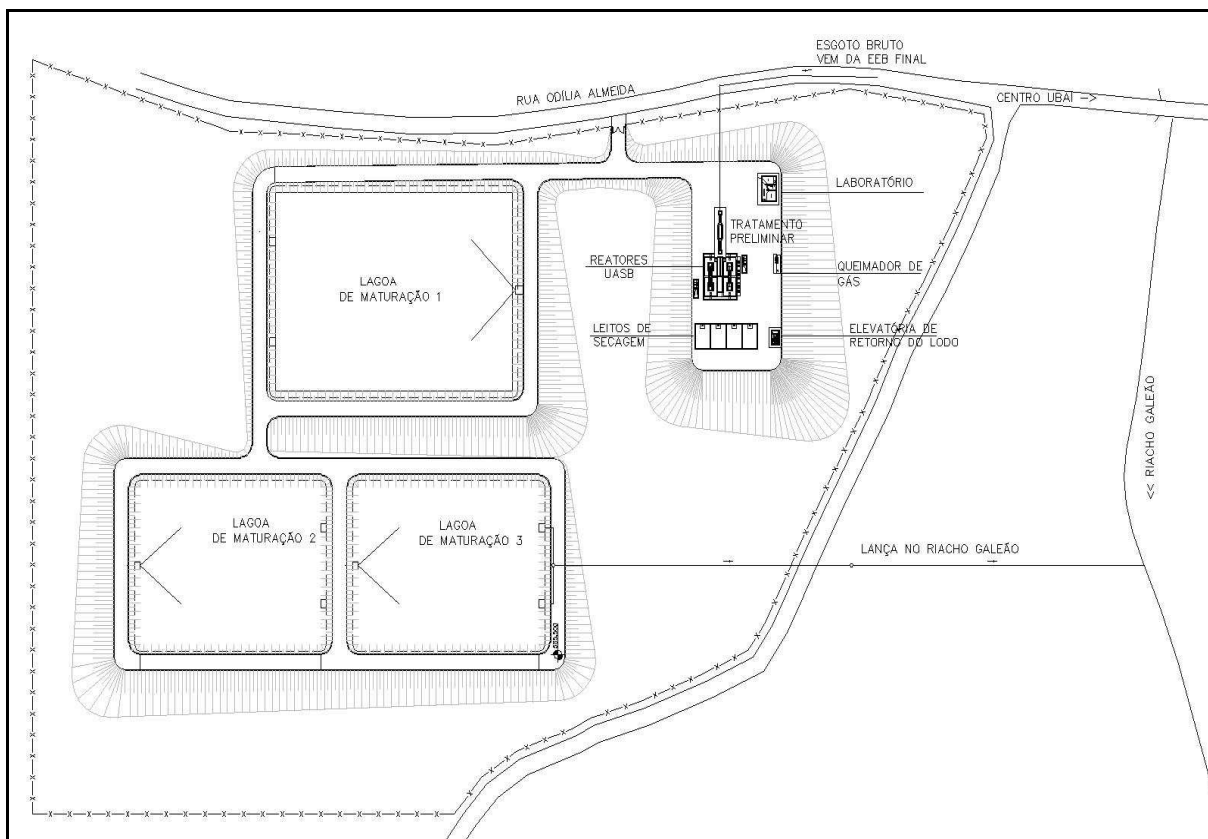 ESGOTO BRUTO
VEM DA EEB FINAL
RUA ODÍLIA ALMEIDA
CENTRO UBAÍ –>
LABORATÓRIO
TRATAMENTO
PRELIMINAR
REATORES
UASB
QUEIMADOR DE
GÁS
LAGOA
DE MATURAÇÃO 1
LEITOS DE
SECAGEM
ELEVATÓRIA DE
RETORNO DO LODO
<< RIACHO GALEÃO
LAGOA
DE MATURAÇÃO 2
LAGOA
DE MATURAÇÃO 3
LANÇA NO RIACHO GALEÃO